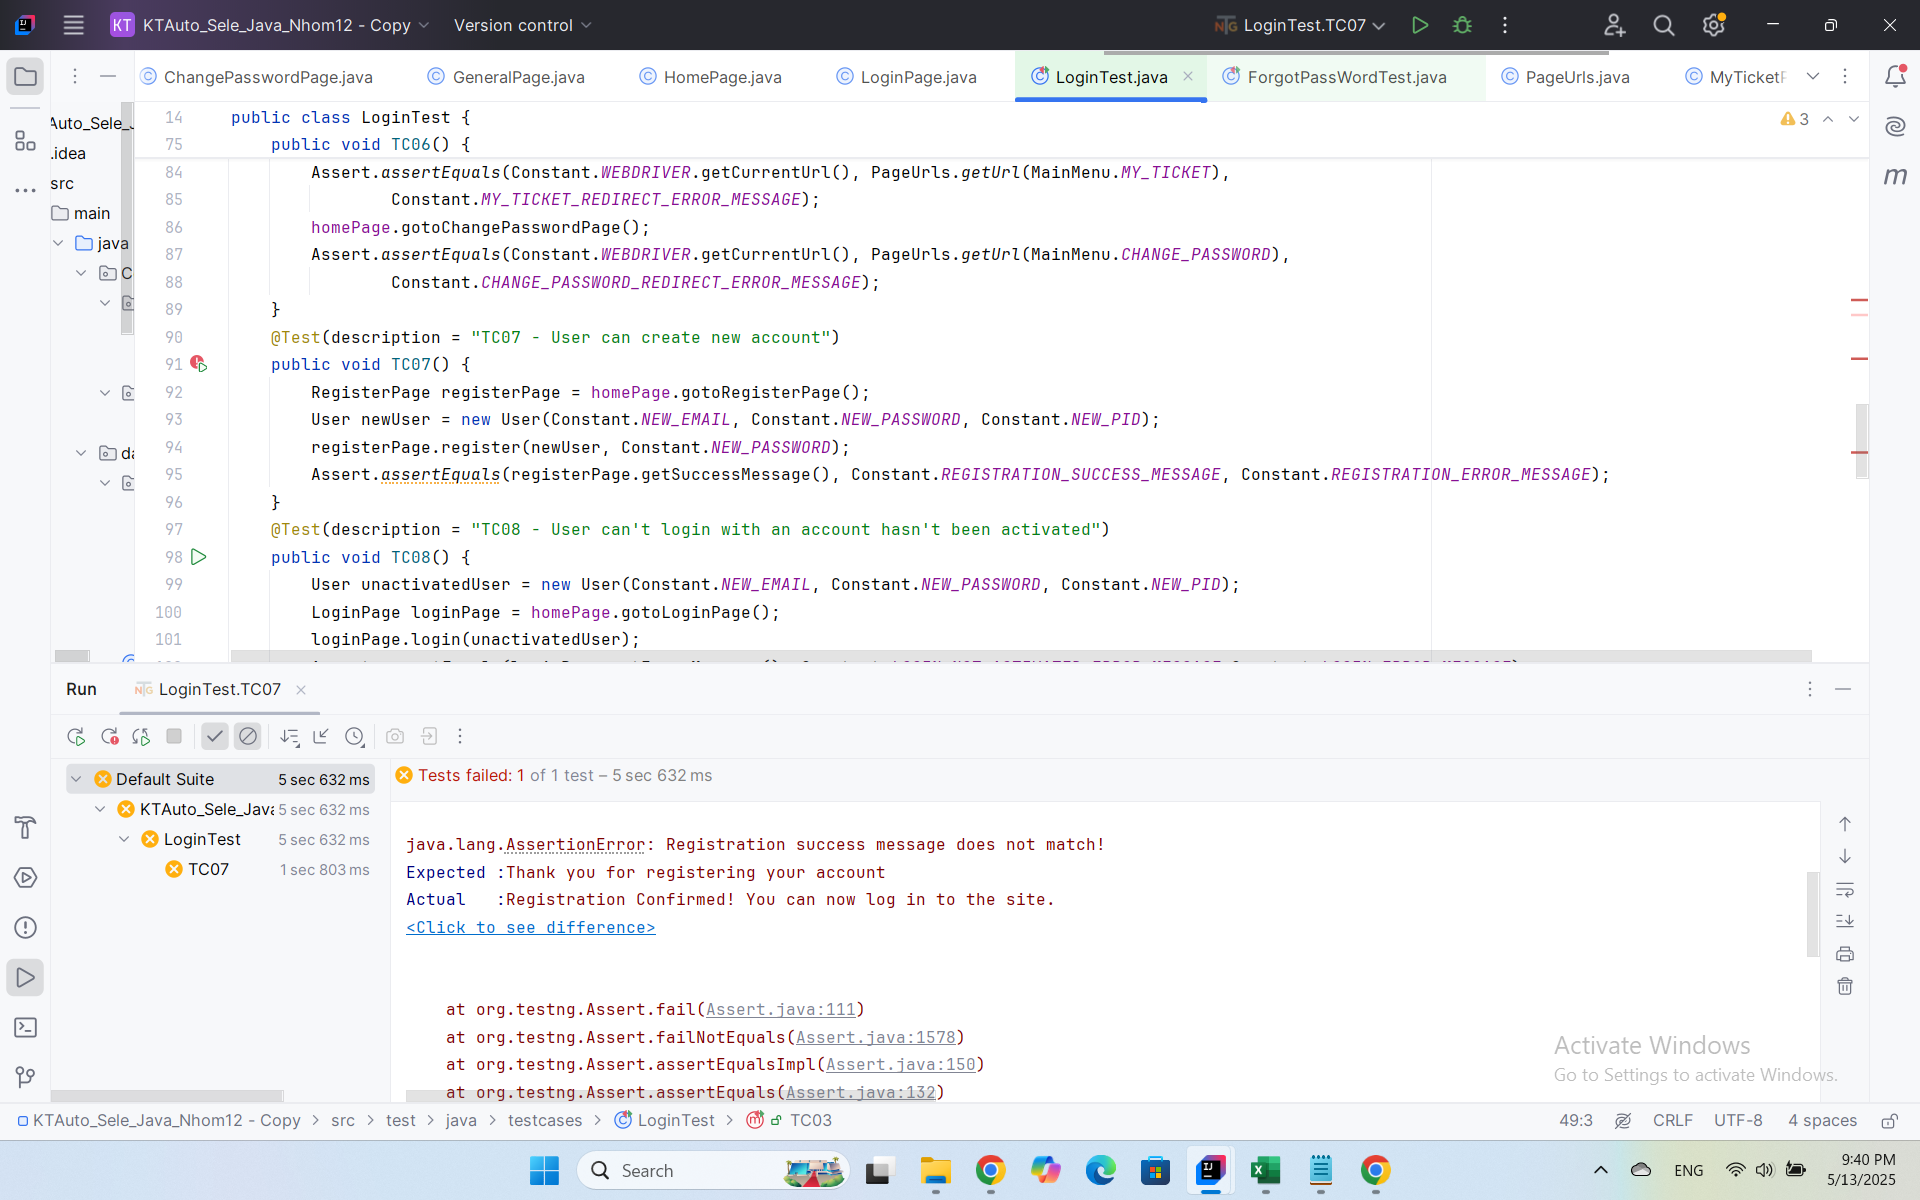 KT KTAuto_Sele_Java_Nhom12 - Copy Version control LoginTest.TC07
ChangePasswordPage.java GeneralPage.java HomePage.java LoginPage.java LoginTest.java ForgotPassWordTest.java PageUrls.java MyTicketP
Auto_Sele_J
.idea
src
main
java
C
da
14 public class LoginTest {
75 public void TC06() {
3
84 Assert.assertEquals(Constant.WEBDRIVER.getCurrentUrl(), PageUrls.getUrl(MainMenu.MY_TICKET),
85 Constant.MY_TICKET_REDIRECT_ERROR_MESSAGE);
86 homePage.gotoChangePasswordPage();
87 Assert.assertEquals(Constant.WEBDRIVER.getCurrentUrl(), PageUrls.getUrl(MainMenu.CHANGE_PASSWORD),
88 Constant.CHANGE_PASSWORD_REDIRECT_ERROR_MESSAGE);
89 }
90 @Test(description = "TC07 - User can create new account")
91 public void TC07() {
92 RegisterPage registerPage = homePage.gotoRegisterPage();
93 User newUser = new User(Constant.NEW_EMAIL, Constant.NEW_PASSWORD, Constant.NEW_PID);
94 registerPage.register(newUser, Constant.NEW_PASSWORD);
95 Assert.assertEquals(registerPage.getSuccessMessage(), Constant.REGISTRATION_SUCCESS_MESSAGE, Constant.REGISTRATION_ERROR_MESSAGE);
96 }
97 @Test(description = "TC08 - User can't login with an account hasn't been activated")
98 public void TC08() {
99 User unactivatedUser = new User(Constant.NEW_EMAIL, Constant.NEW_PASSWORD, Constant.NEW_PID);
100 LoginPage loginPage = homePage.gotoLoginPage();
101 loginPage.login(unactivatedUser);
Run LoginTest.TC07
Default Suite 5 sec 632 ms
KTAuto_Sele_Java 5 sec 632 ms
LoginTest 5 sec 632 ms
TC07 1 sec 803 ms
Tests failed: 1 of 1 test – 5 sec 632 ms
java.lang.AssertionError: Registration success message does not match!
Expected :Thank you for registering your account
Actual :Registration Confirmed! You can now log in to the site.
<Click to see difference>
at org.testng.Assert.fail(Assert.java:111)
at org.testng.Assert.failNotEquals(Assert.java:1578)
at org.testng.Assert.assertEqualsImpl(Assert.java:150)
at org.testng.Assert.assertEquals(Assert.java:132)
Activate Windows
Go to Settings to activate Windows.
KTAuto_Sele_Java_Nhom12 - Copy > src > test > java > testcases > LoginTest > TC03 49:3 CRLF UTF-8 4 spaces
Search ENG 9:40 PM
5/13/2025